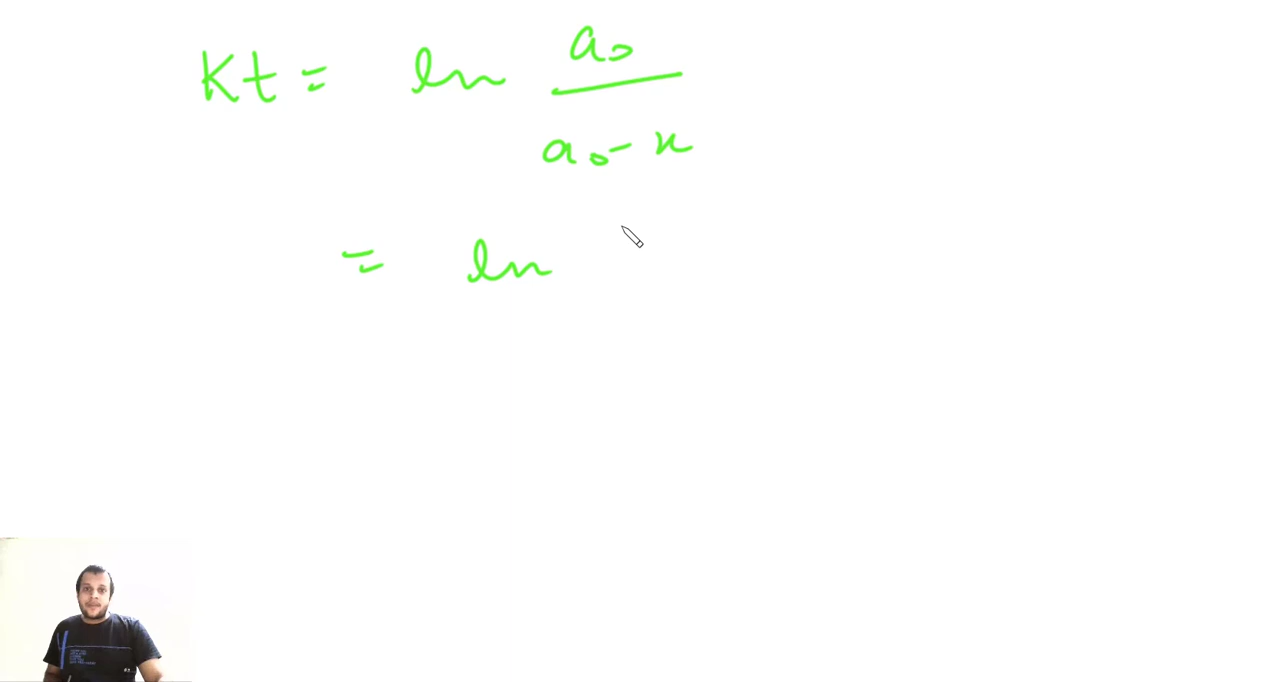 Kt = ln a₀ / a₀ - x
= ln